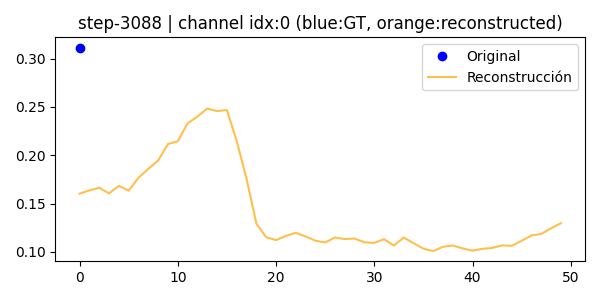 step-3088 | channel idx:0 (blue:GT, orange:reconstructed)
Original
Reconstrucción
0.30
0.25
0.20
0.15
0.10
0 10 20 30 40 50